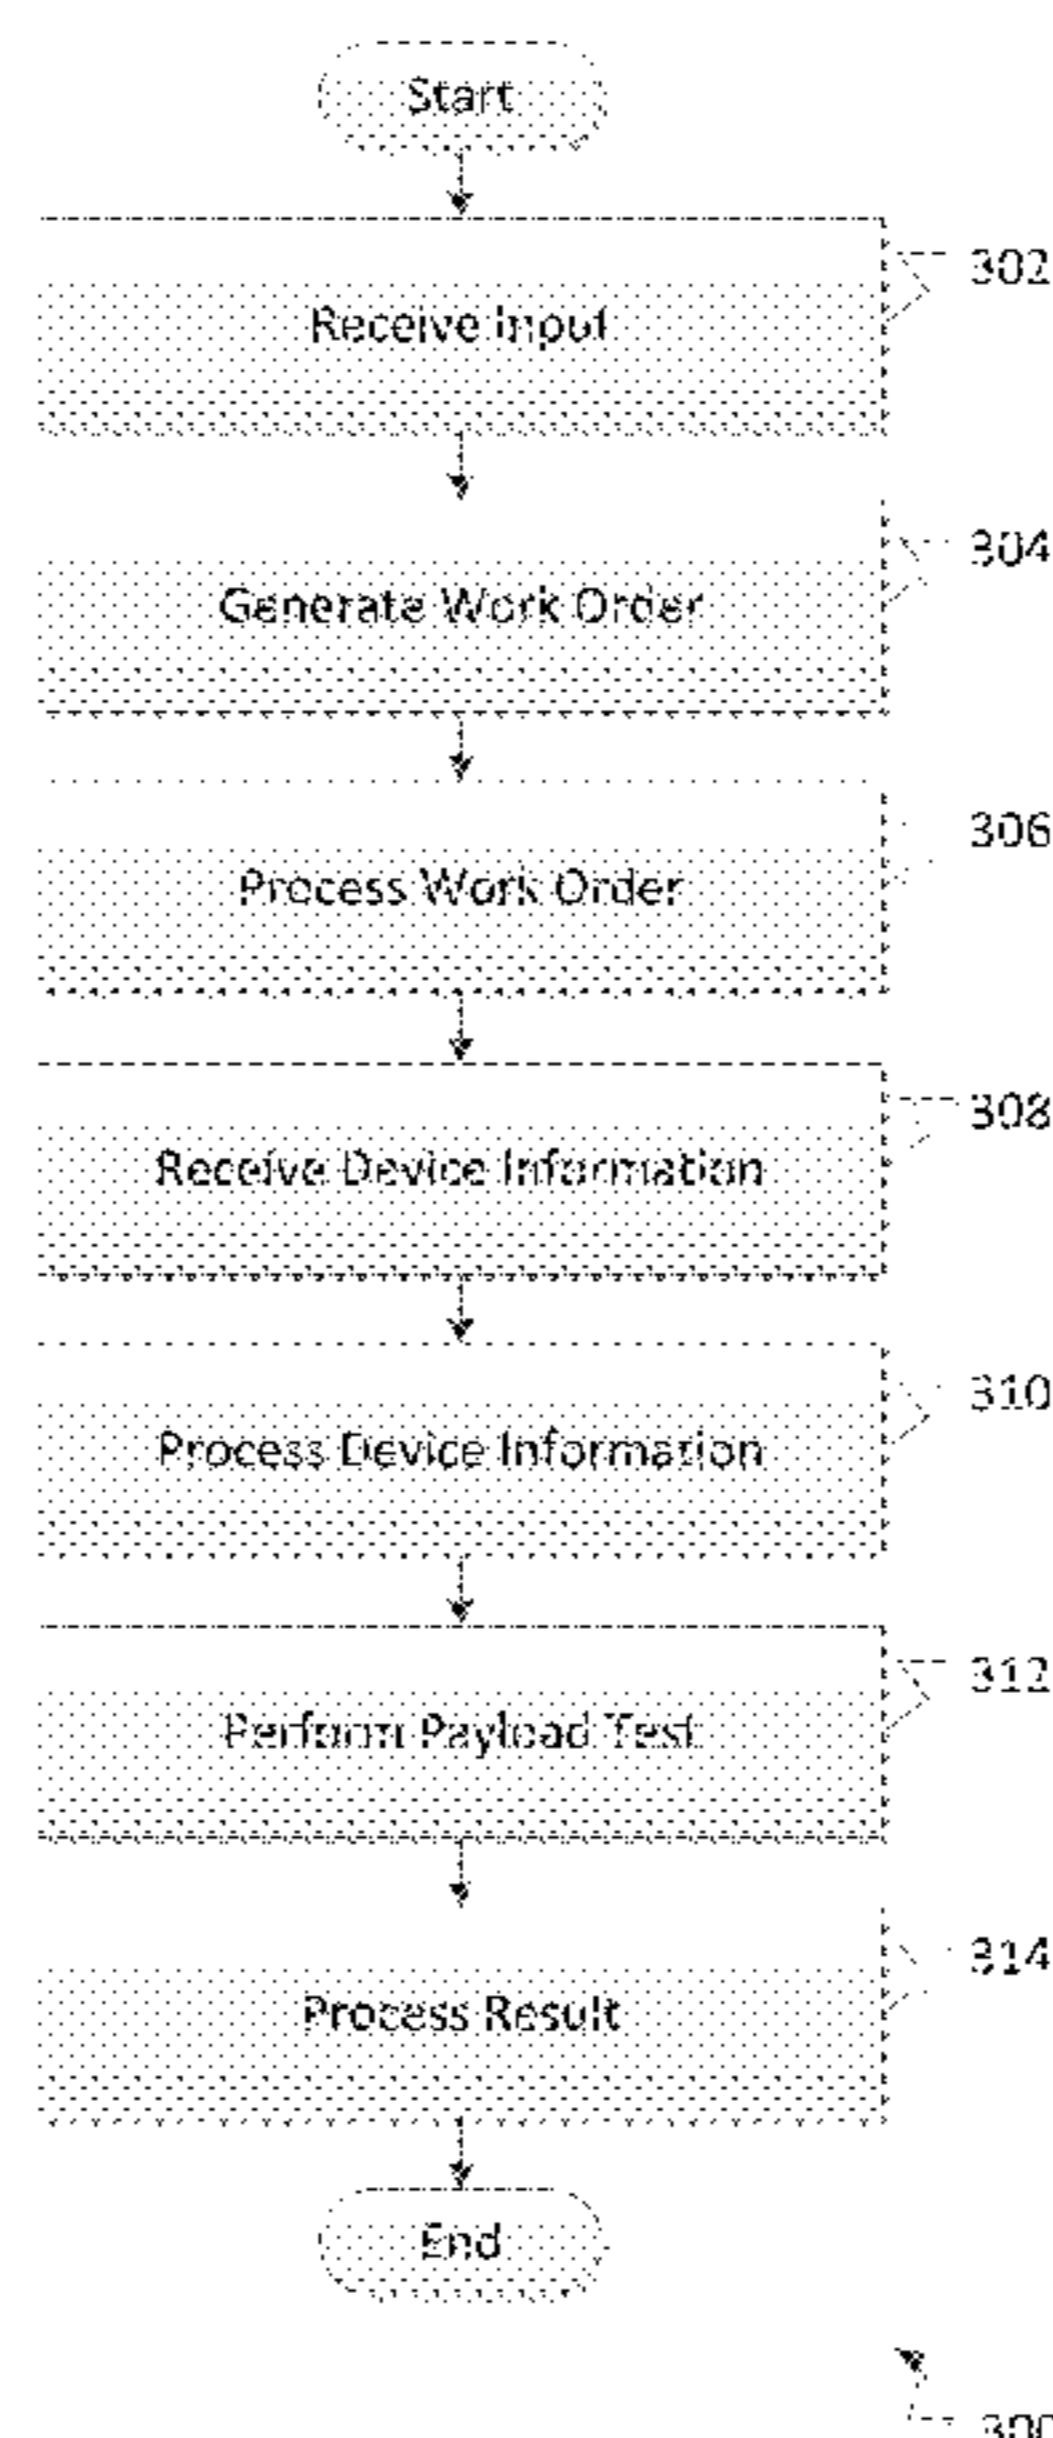 Start
302
Receive Input
304
Generate Work Order
306
Process Work Order
308
Receive Device Information
310
Process Device Information
312
Perform Payload Test
314
Process Result
End
300